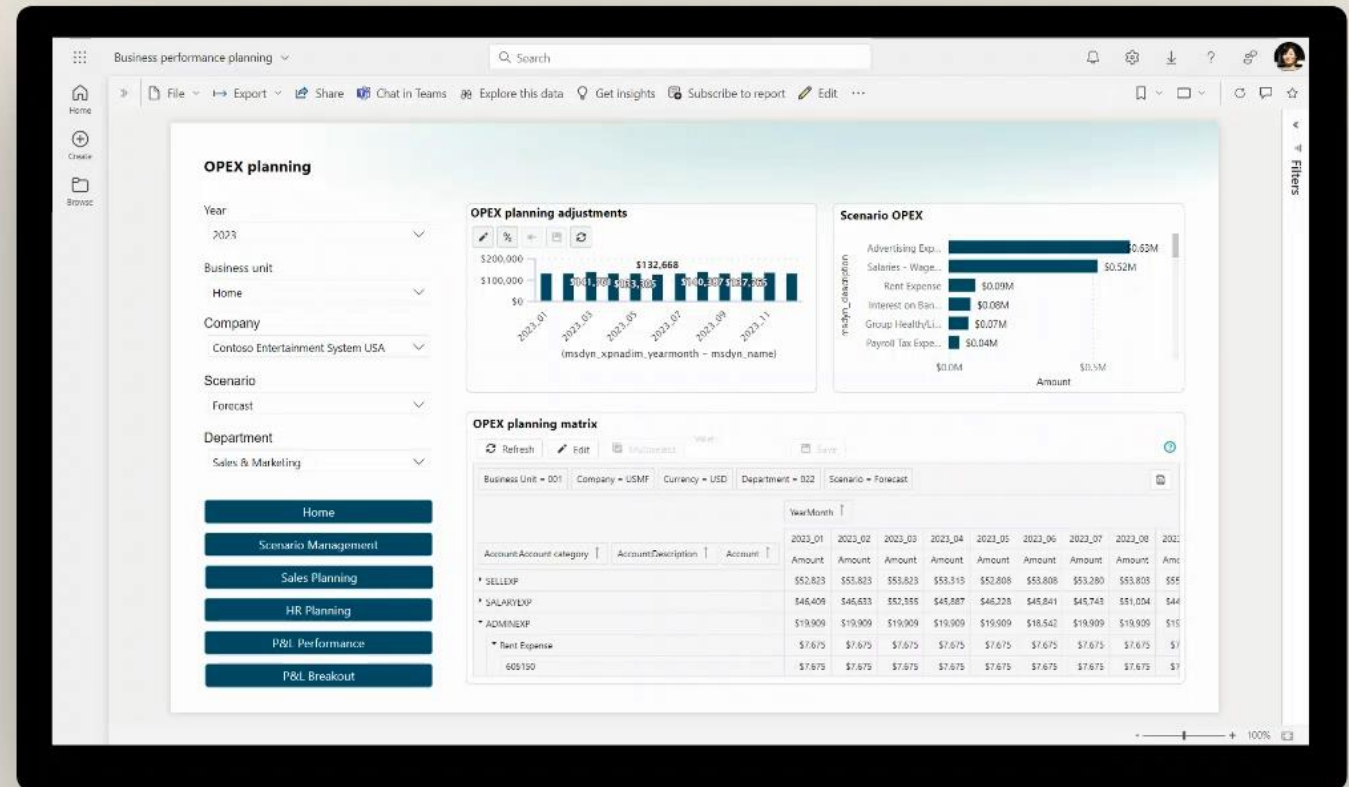 Business performance planning
Search
Home
Create
Browse
File
Export
Share
Chat in Teams
Explore this data
Get insights
Subscribe to report
Edit
Filters
OPEX planning
Year
2023
Business unit
Home
Company
Contoso Entertainment System USA
Scenario
Forecast
Department
Sales & Marketing
Home
Scenario Management
Sales Planning
HR Planning
P&L Performance
P&L Breakout
OPEX planning adjustments
$200,000
$100,000
$0
$132,668
2023_01
2023_03
2023_05
2023_07
2023_09
2023_11
(msdyn_xpnadim_yearmonth - msdyn_name)
Scenario OPEX
msdyn_description
Advertising Exp... $0.63M
Salaries - Wage... $0.52M
Rent Expense $0.09M
Interest on Ban... $0.08M
Group Health/Li... $0.07M
Payroll Tax Expe... $0.04M
$0.0M $0.5M
Amount
OPEX planning matrix
Refresh Edit Value Save
Business Unit = 001 Company = USMF Currency = USD Department = 022 Scenario = Forecast
YearMonth
2023_01 2023_02 2023_03 2023_04 2023_05 2023_06 2023_07 2023_08 202
Account:Account category Account:Description Account Amount Amount Amount Amount Amount Amount Amount Amount
SELLEXP $52,823 $53,823 $53,823 $53,313 $52,808 $53,808 $53,280 $53,803 $55
SALARYEXP $46,409 $46,633 $52,355 $45,887 $46,228 $45,841 $45,743 $51,004 $44
ADMINEXP $19,909 $19,909 $19,909 $19,909 $19,909 $18,542 $19,909 $19,909
Rent Expense $7,675 $7,675 $7,675 $7,675 $7,675 $7,675 $7,675 $7,675
605150 $7,675 $7,675 $7,675 $7,675 $7,675 $7,675 $7,675 $7,675
100%